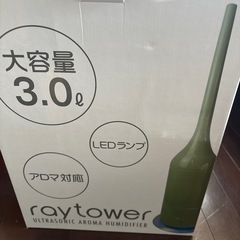 大容量
3.0ℓ
LEDランプ
アロマ対応
raytower
ULTRASONIC AROMA HUMIDIFIER